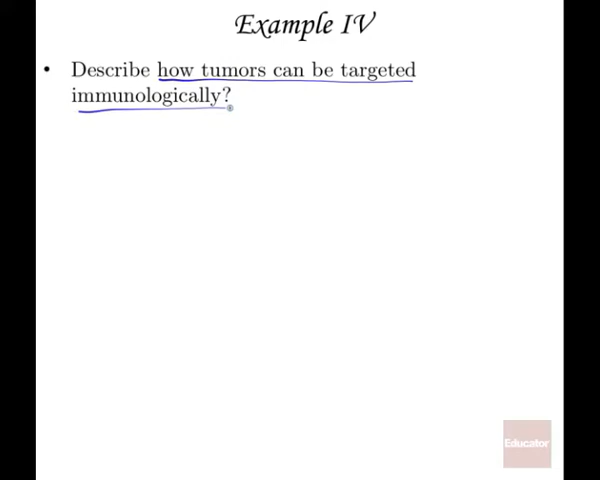 Example IV
• Describe how tumors can be targeted
immunologically?
Educator